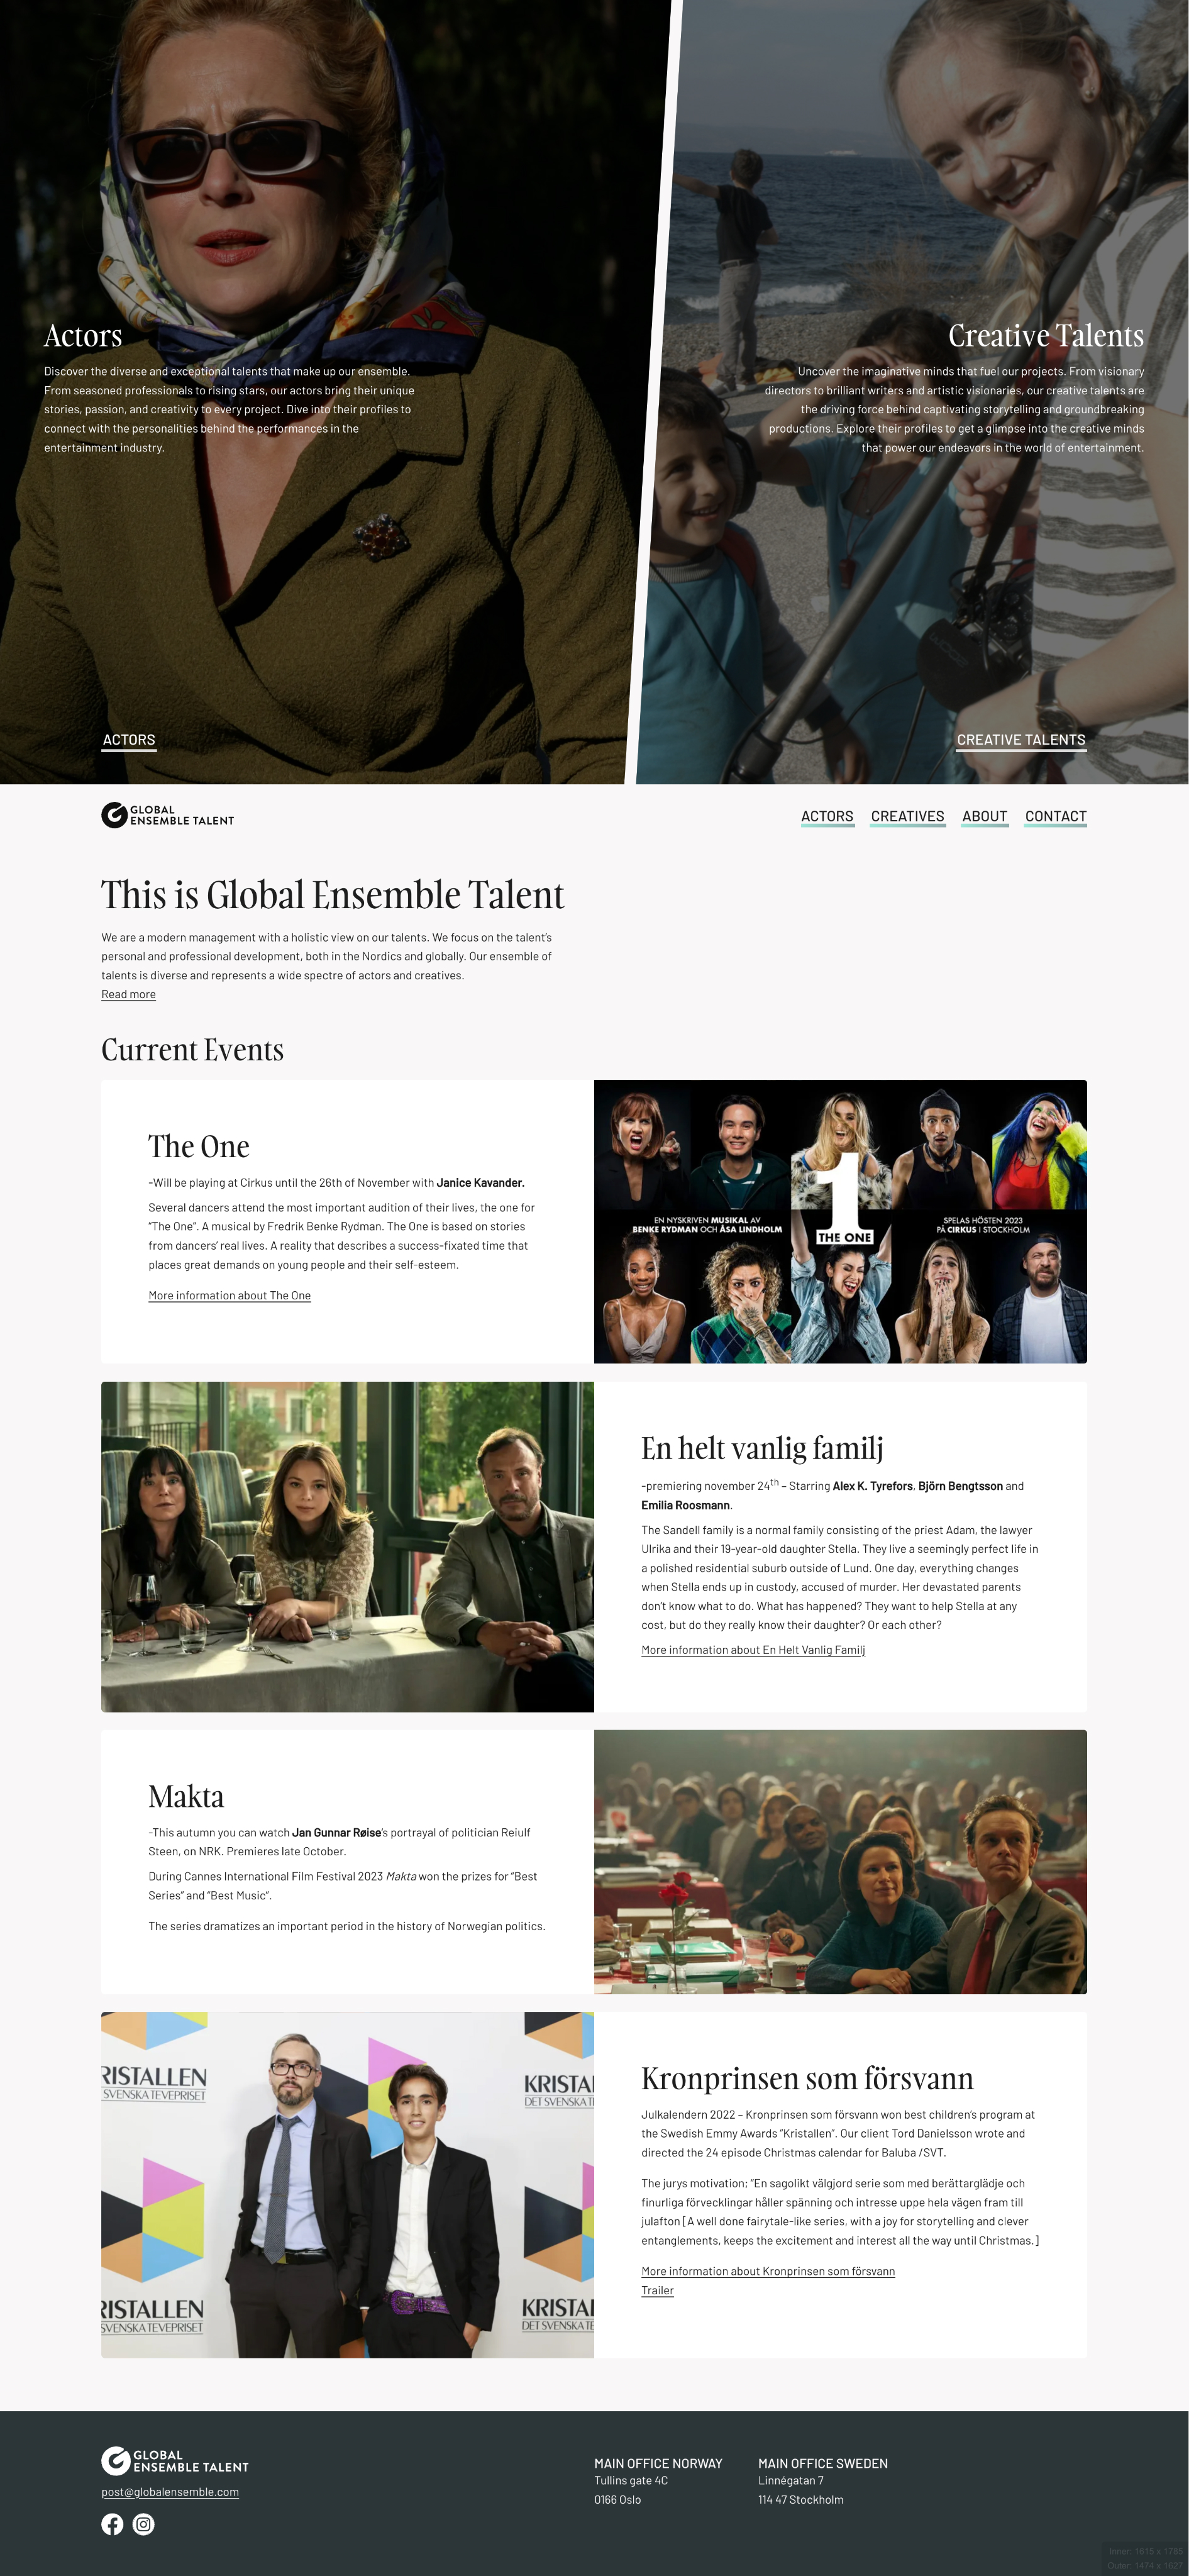 Actors
Discover the diverse and exceptional talents that make up our ensemble.
From seasoned professionals to rising stars, our actors bring their unique
stories, passion, and creativity to every project. Dive into their profiles to
connect with the personalities behind the performances in the
entertainment industry.
ACTORS
Creative Talents
Uncover the imaginative minds that fuel our projects. From visionary
directors to brilliant writers and artistic visionaries, our creative talents are
the driving force behind captivating storytelling and groundbreaking
productions. Explore their profiles to get a glimpse into the creative minds
that power our endeavors in the world of entertainment.
CREATIVE TALENTS
GLOBAL
ENSEMBLE TALENT
ACTORS CREATIVES ABOUT CONTACT
This is Global Ensemble Talent
We are a modern management with a holistic view on our talents. We focus on the talent's
personal and professional development, both in the Nordics and globally. Our ensemble of
talents is diverse and represents a wide spectre of actors and creatives.
Read more
Current Events
The One
-Will be playing at Cirkus until the 26th of November with Janice Kavander.
Several dancers attend the most important audition of their lives, the one for
"The One". A musical by Fredrik Benke Rydman. The One is based on stories
from dancers' real lives. A reality that describes a success-fixated time that
places great demands on young people and their self-esteem.
More information about The One
EN NYSKRIVEN MUSIKAL AV
BENKE RYDMAN OCH ÅSA LINDHOLM
1
THE ONE
SPELAS HÖSTEN 2023
PÅ CIRKUS I STOCKHOLM
En helt vanlig familj
-premiering november 24th – Starring Alex K. Tyrefors, Björn Bengtsson and
Emilia Roosmann.
The Sandell family is a normal family consisting of the priest Adam, the lawyer
Ulrika and their 19-year-old daughter Stella. They live a seemingly perfect life in
a polished residential suburb outside of Lund. One day, everything changes
when Stella ends up in custody, accused of murder. Her devastated parents
don't know what to do. What has happened? They want to help Stella at any
cost, but do they really know their daughter? Or each other?
More information about En Helt Vanlig Familj
Makta
-This autumn you can watch Jan Gunnar Røise's portrayal of politician Reiulf
Steen, on NRK. Premieres late October.
During Cannes International Film Festival 2023 Makta won the prizes for "Best
Series" and "Best Music".
The series dramatizes an important period in the history of Norwegian politics.
RISTALLEN
SVENSKA TEVEPRISET
KRISTAL
DET SVENSKA TEV
RISTALLEN
SVENSKA TEVEPRISET
KRISTAL
DET SVENSKA TEV
Kronprinsen som försvann
Julkalendern 2022 – Kronprinsen som försvann won best children's program at
the Swedish Emmy Awards "Kristallen". Our client Tord Danielsson wrote and
directed the 24 episode Christmas calendar for Baluba /SVT.
The jurys motivation; "En sagolikt välgjord serie som med berättarglädje och
finurliga förvecklingar håller spänning och intresse uppe hela vägen fram till
julafton [A well done fairytale-like series, with a joy for storytelling and clever
entanglements, keeps the excitement and interest all the way until Christmas.]
More information about Kronprinsen som försvann
Trailer
GLOBAL
ENSEMBLE TALENT
post@globalensemble.com
MAIN OFFICE NORWAY
Tullins gate 4C
0166 Oslo
MAIN OFFICE SWEDEN
Linnégatan 7
114 47 Stockholm
Inner: 1615 x 1785
Outer: 1474 x 1627